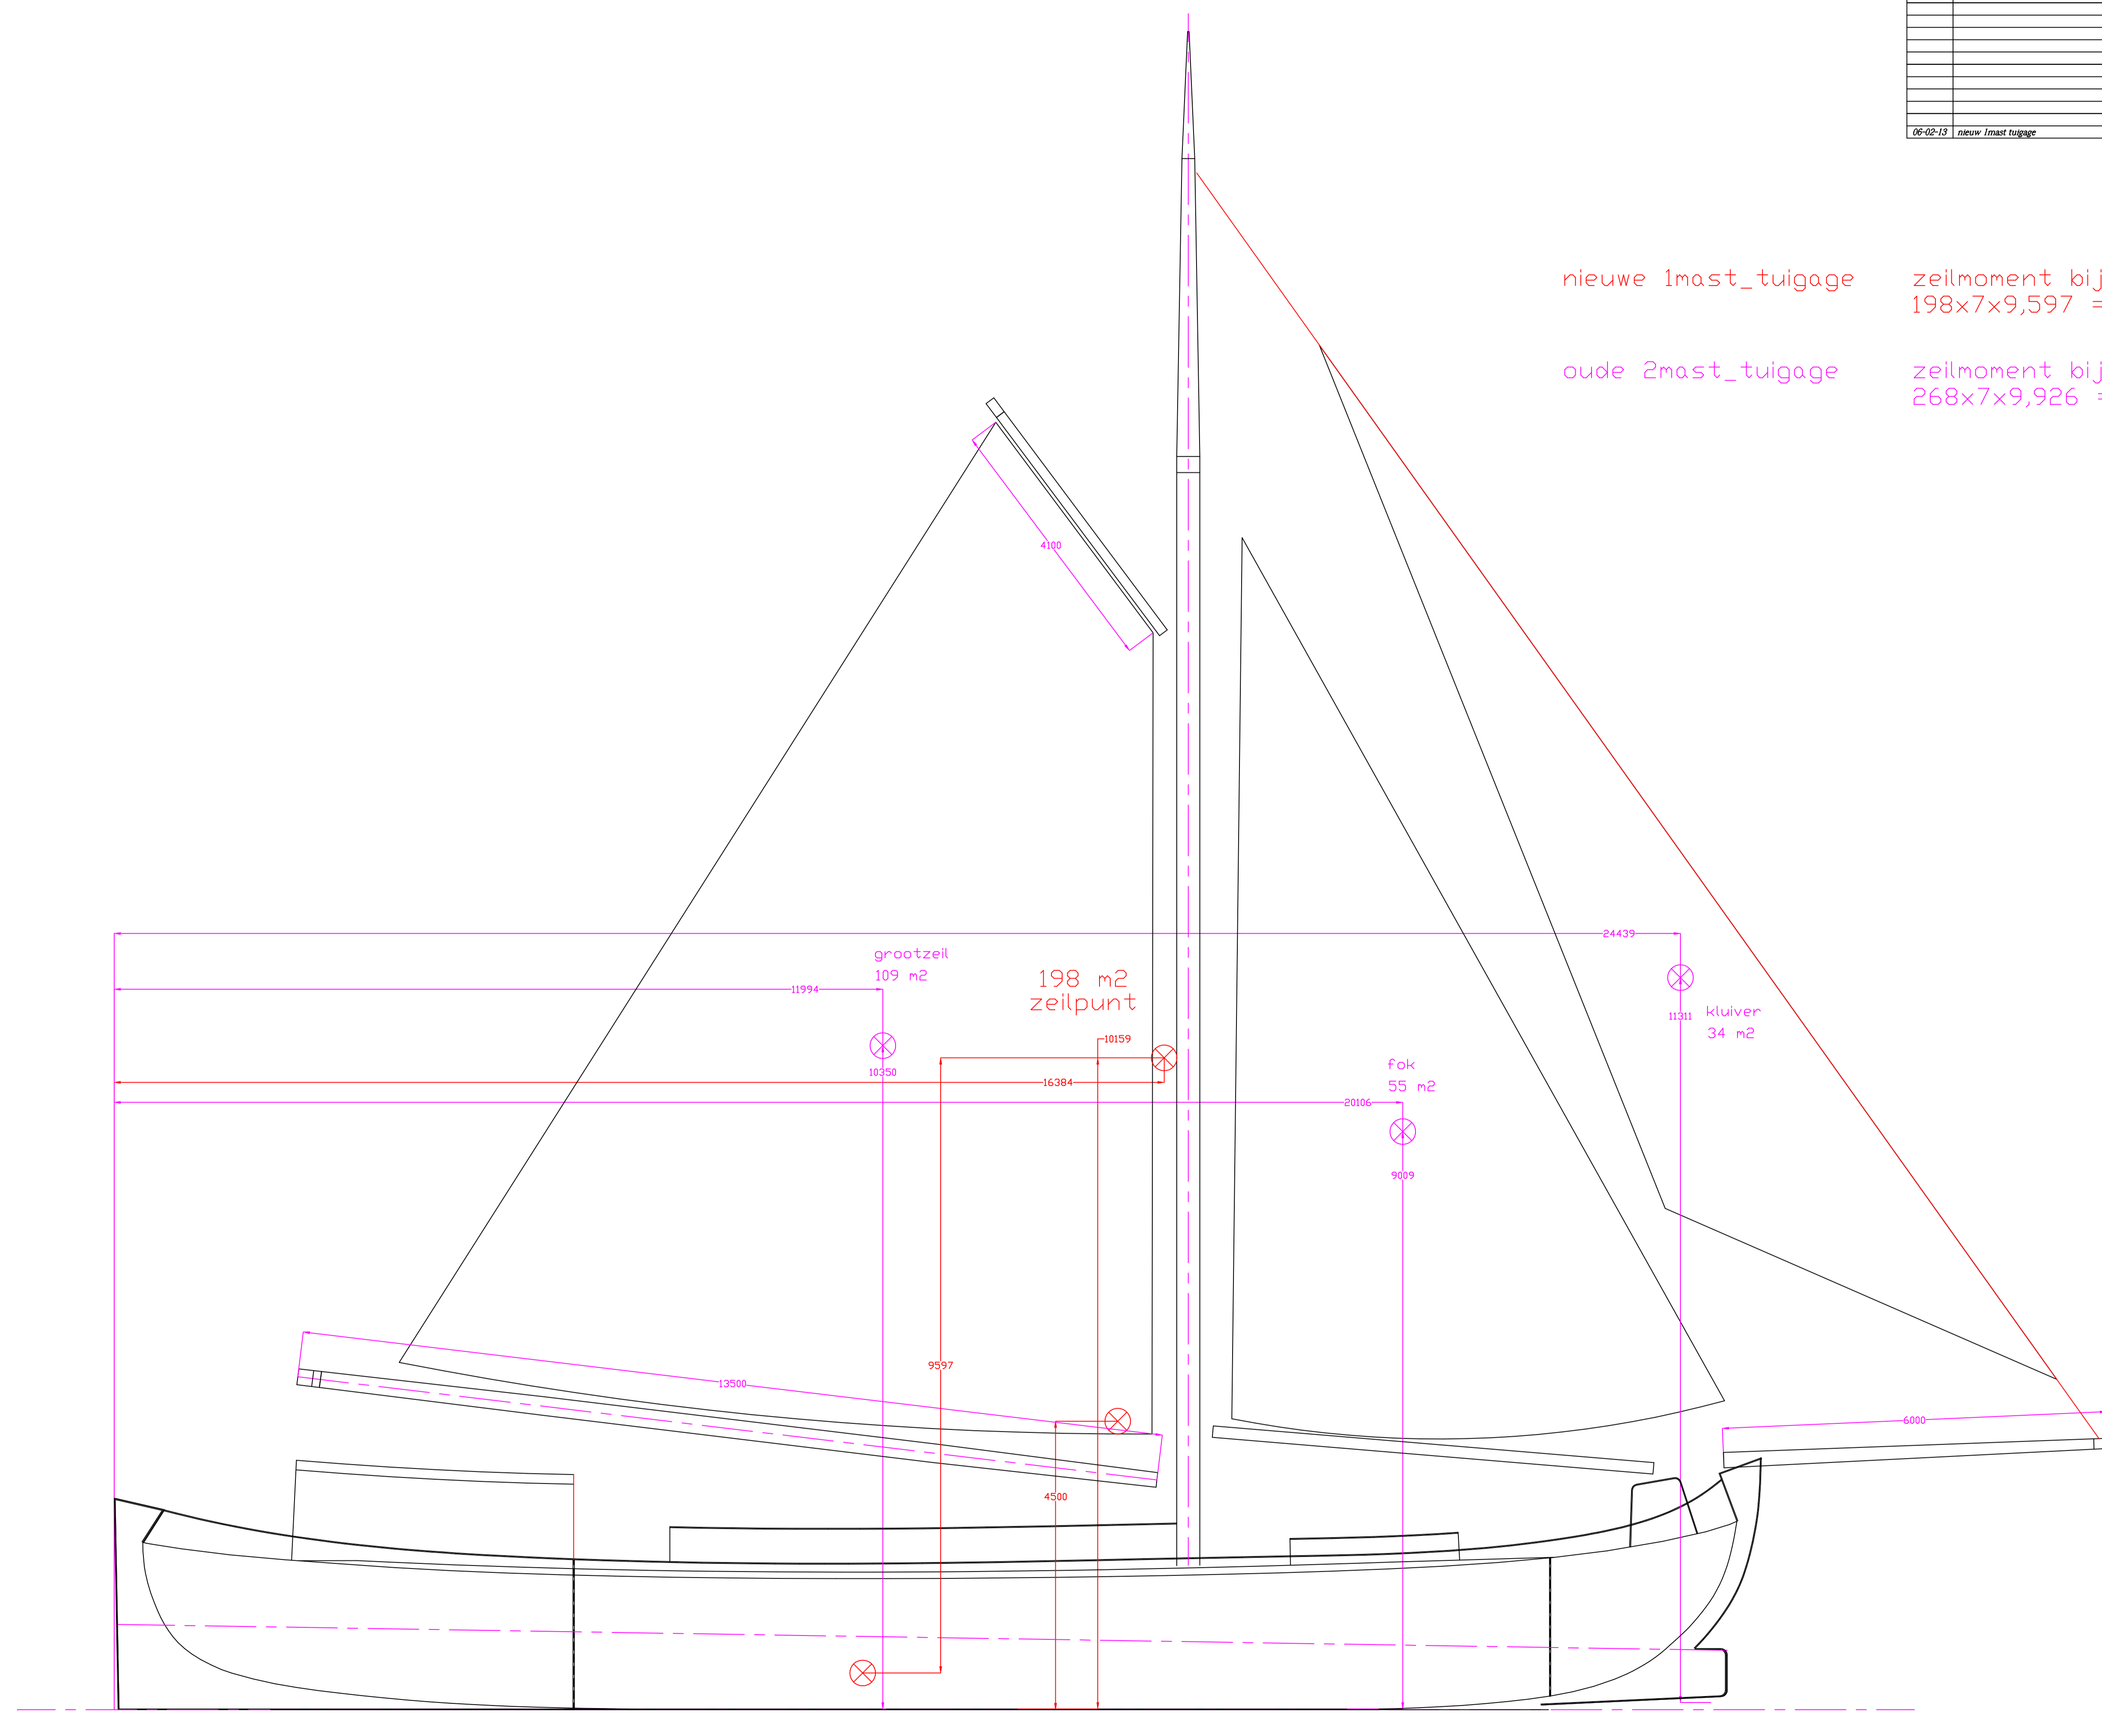 06-02-13 nieuw 1mast tuigage
nieuwe 1mast_tuigage zeilmoment bij
198x7x9,597 =
oude 2mast_tuigage zeilmoment bij
268x7x9,926 =
4100
24439
grootzeil
109 m2
11994
198 m2
zeilpunt
11311
kluiver
34 m2
10159
10350
16384
fok
55 m2
20106
9009
9597
13500
6000
4500